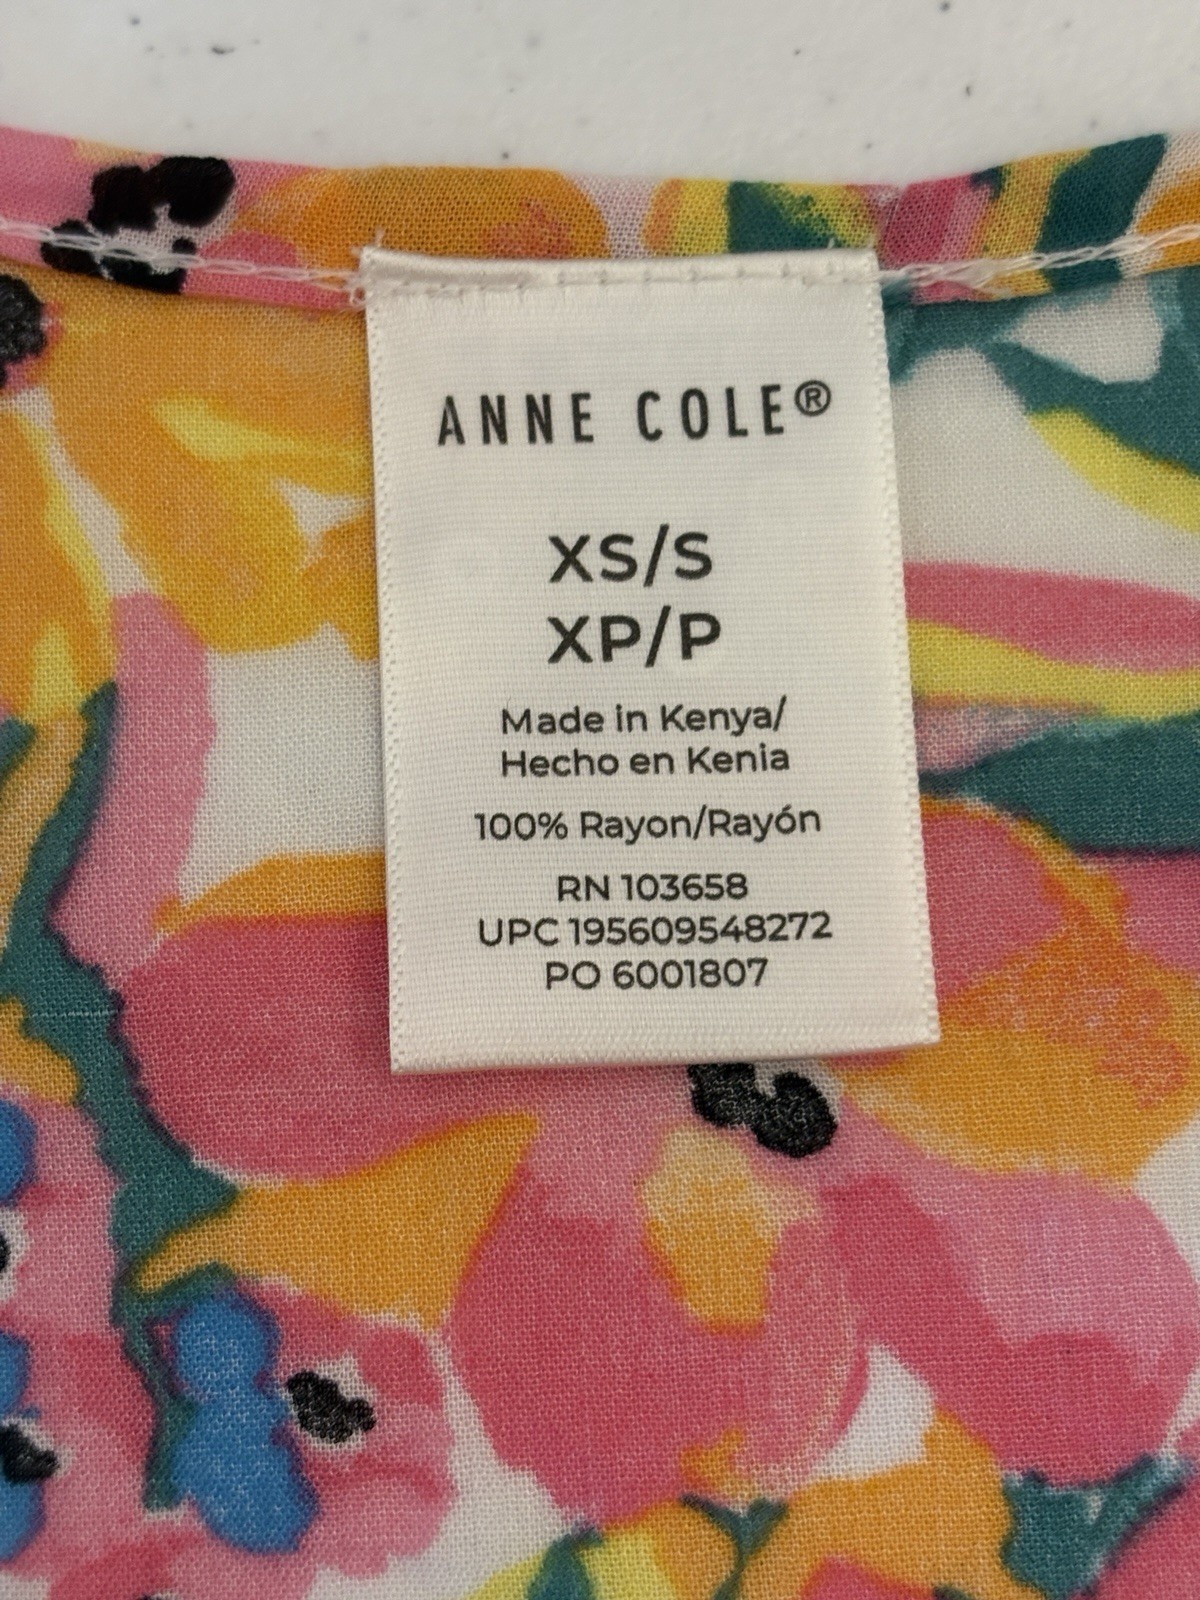 ANNE COLE®
XS/S
XP/P
Made in Kenya/
Hecho en Kenia
100% Rayon/Rayón
RN 103658
UPC 195609548272
PO 6001807